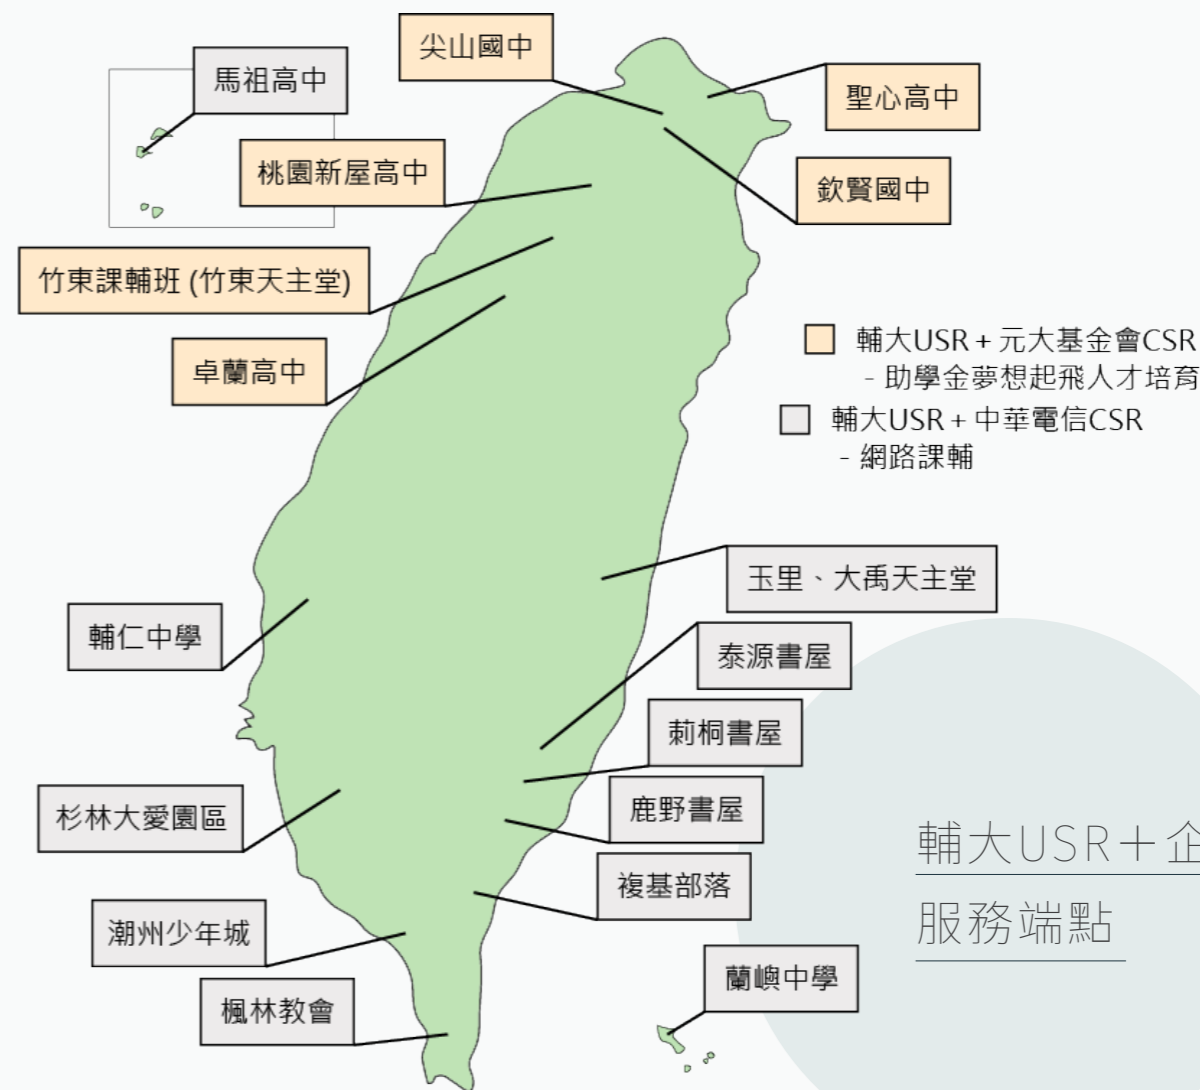 尖山國中
馬祖高中
聖心高中
桃園新屋高中
欽賢國中
竹東課輔班 (竹東天主堂)
卓蘭高中
輔大USR + 元大基金會CSR
- 助學金夢想起飛人才培育
輔大USR + 中華電信CSR
- 網路課輔
玉里、大禹天主堂
輔仁中學
泰源書屋
莿桐書屋
杉林大愛園區
鹿野書屋
複基部落
潮州少年城
楓林教會
蘭嶼中學
輔大USR＋企
服務端點